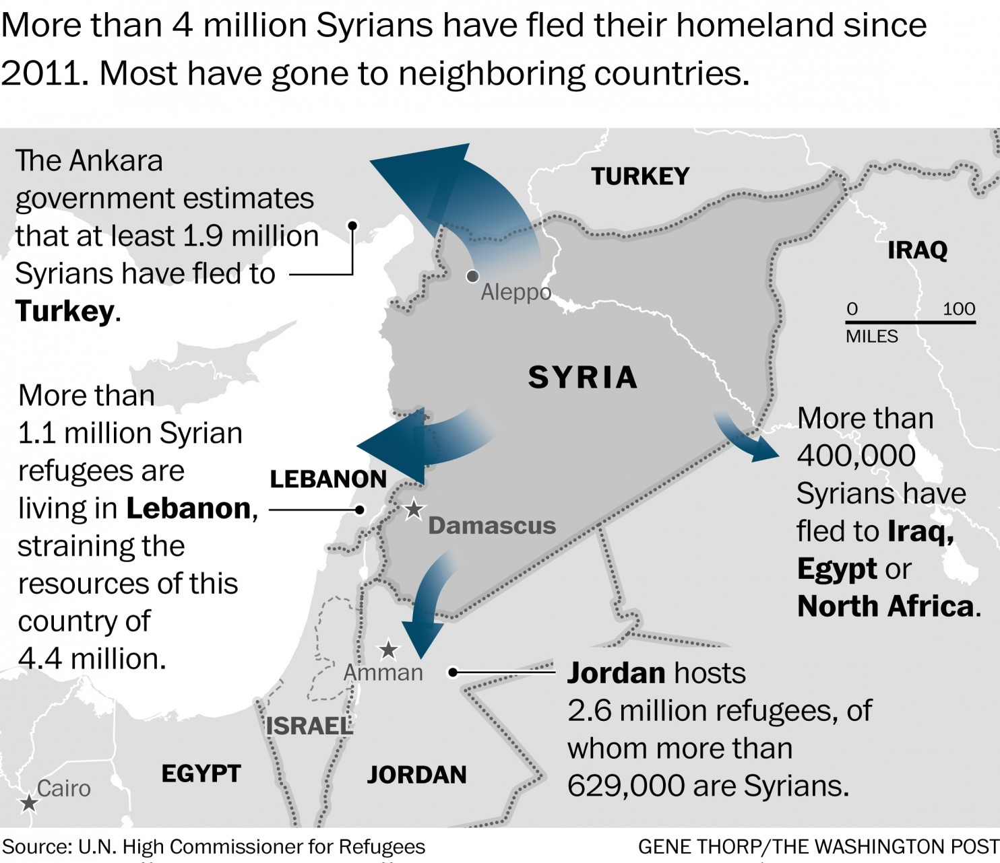 More than 4 million Syrians have fled their homeland since
2011. Most have gone to neighboring countries.
The Ankara
government estimates
that at least 1.9 million
Syrians have fled to
Turkey.
TURKEY
IRAQ
Aleppo
0 100
MILES
SYRIA
More than
1.1 million Syrian
refugees are
living in Lebanon,
straining the
resources of this
country of
4.4 million.
LEBANON
Damascus
More than
400,000
Syrians have
fled to Iraq,
Egypt or
North Africa.
Amman
Jordan hosts
2.6 million refugees, of
whom more than
629,000 are Syrians.
ISRAEL
EGYPT
JORDAN
Cairo
Source: U.N. High Commissioner for Refugees
GENE THORP/THE WASHINGTON POST